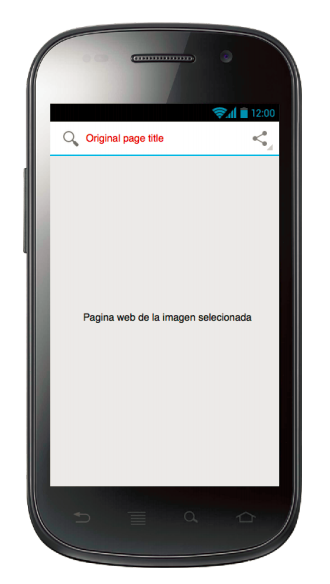 12:00
Original page title
Pagina web de la imagen selecionada